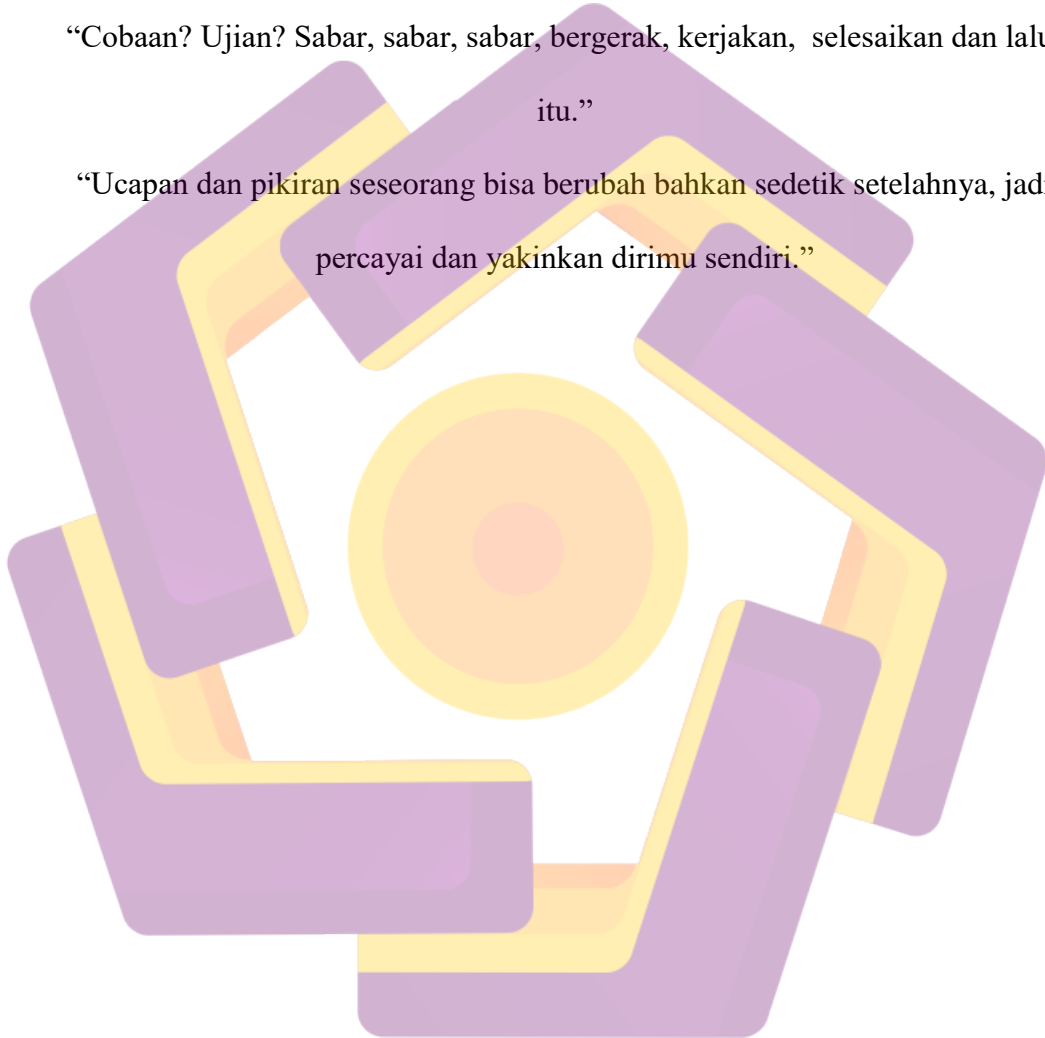 “Cobaan? Ujian? Sabar, sabar, sabar, bergerak, kerjakan, selesaikan dan
itu.”
“Ucapan dan pikiran seseorang bisa berubah bahkan sedetik setelahnya,
percayai dan yakinkan dirimu sendiri.”